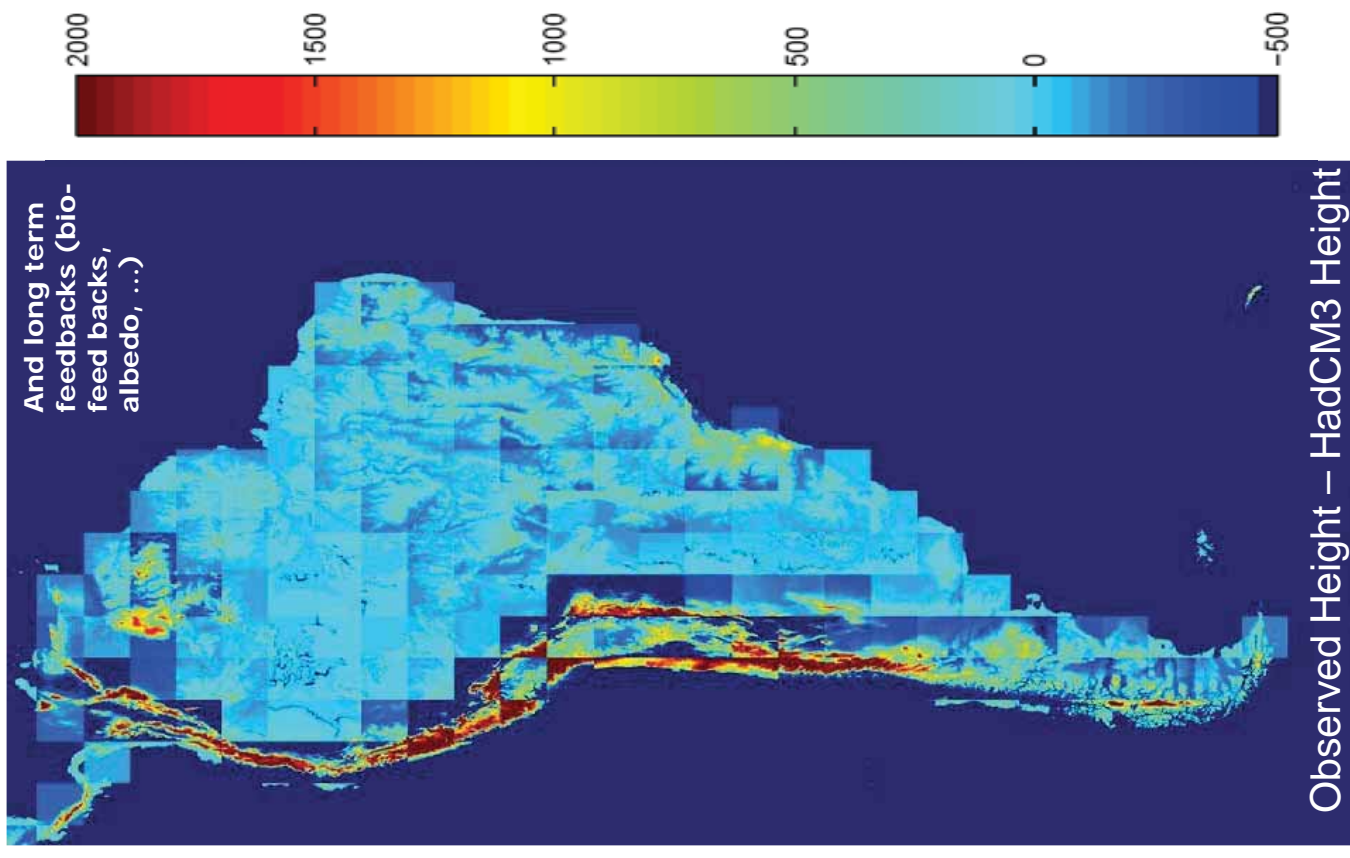 And long term
feedbacks (bio-
feed backs,
albedo, ...)
2000
1500
1000
500
0
-500
Observed Height – HadCM3 Height